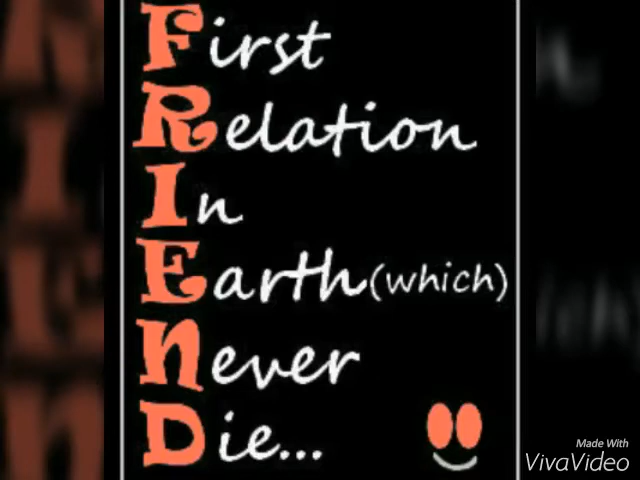 First
Relation
In
Earth (which)
Never
Die...
Made With
VivaVideo